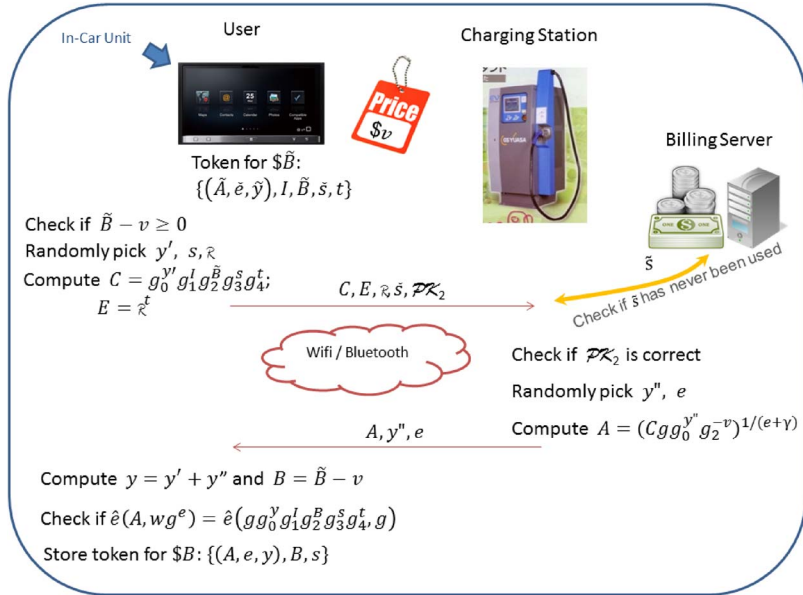 In-Car Unit
User
Charging Station
Price
$v
Billing Server
Token for $B̃:
{(Ã, ẽ, ỹ), I, B̃, s̃, t}
Check if B̃ − v ≥ 0
Randomly pick y′, s, ℛ̂
Compute C = g₀^y′ g₁^I g₂^B̃ g₃^s g₄^t;
E = ℛ̂^t
C, E, ℛ̂, s̃, 𝒫𝒦₂
s̃
Check if s̃ has never been used
Wifi / Bluetooth
Check if 𝒫𝒦₂ is correct
Randomly pick y″, e
Compute A = (Cgg₀^y″ g₂^−v)^1/(e+γ)
A, y″, e
Compute y = y′ + y″ and B = B̃ − v
Check if ê(A, wg^e) = ê(gg₀^y g₁^I g₂^B g₃^s g₄^t, g)
Store token for $B: {(A, e, y), B, s}